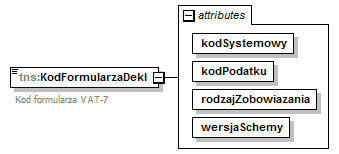 attributes
kodSystemowy
tns:KodFormularzaDekl
kodPodatku
Kod formularza VAT-7
rodzajZobowiazania
wersjaSchemy